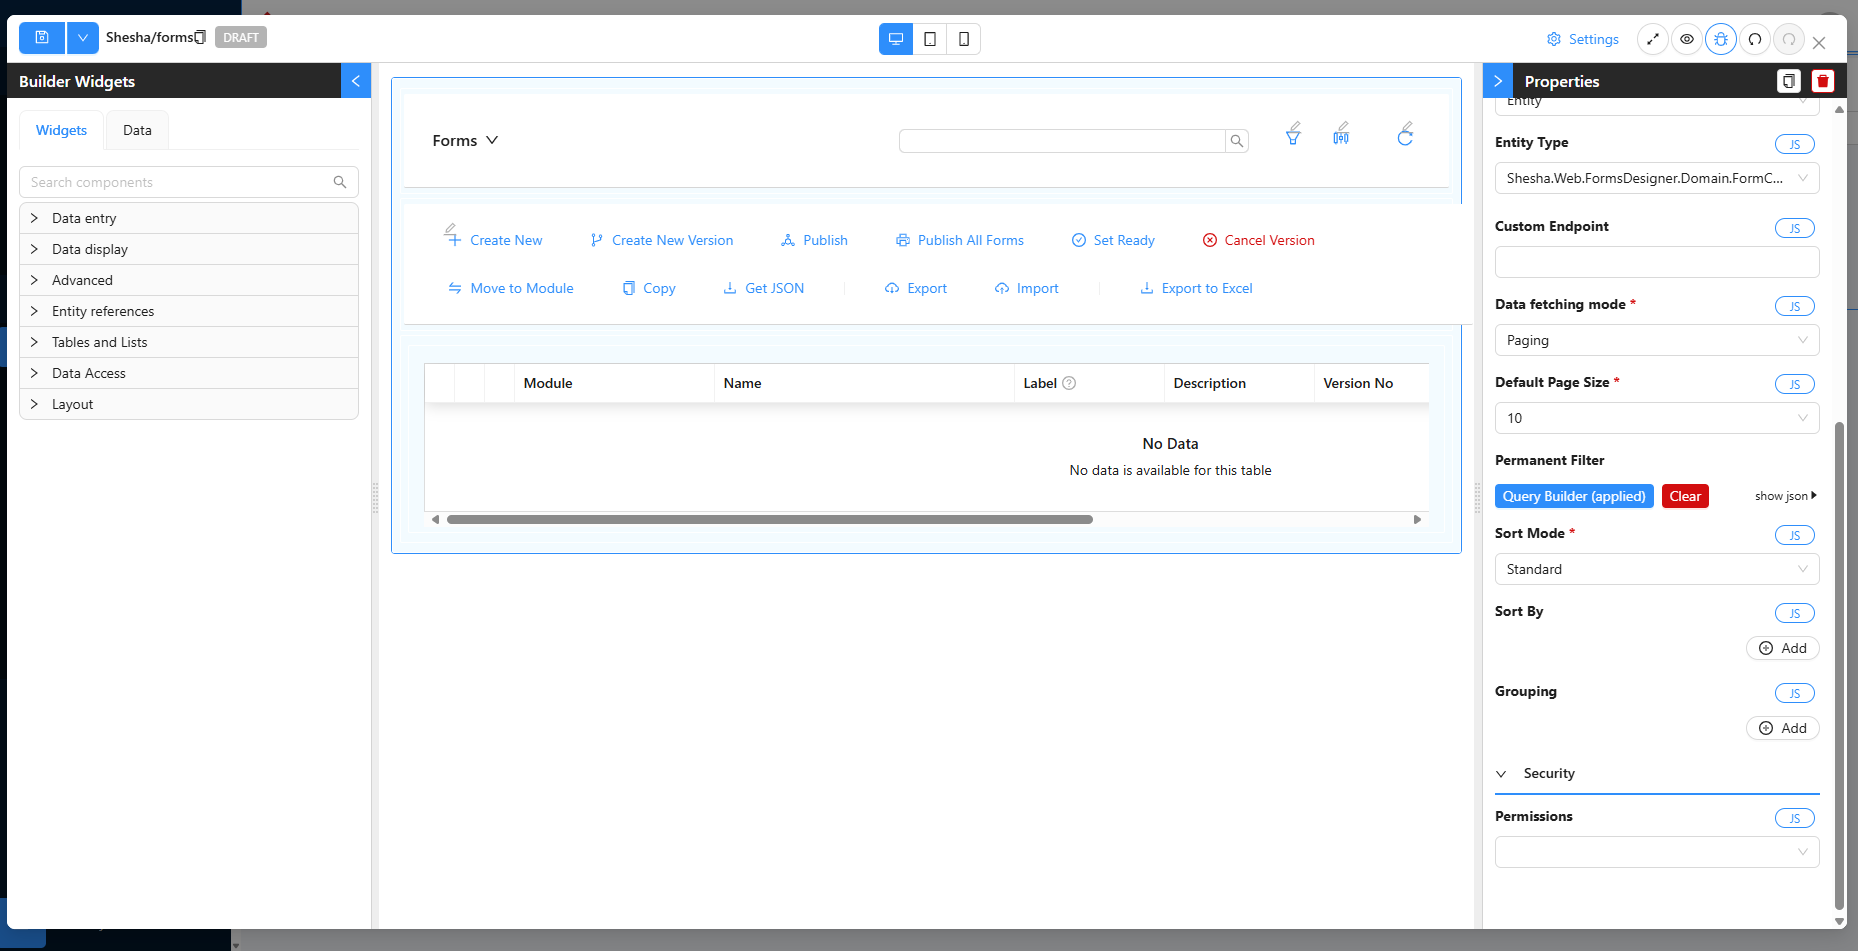 Shesha/forms DRAFT
Settings
Builder Widgets
Widgets Data
Search components
Data entry
Data display
Advanced
Entity references
Tables and Lists
Data Access
Layout
Forms
Create New Create New Version Publish Publish All Forms Set Ready Cancel Version
Move to Module Copy Get JSON Export Import Export to Excel
Module Name Label Description Version No
No Data
No data is available for this table
Properties
Entity
Entity Type JS
Shesha.Web.FormsDesigner.Domain.FormC...
Custom Endpoint JS
Data fetching mode * JS
Paging
Default Page Size * JS
10
Permanent Filter
Query Builder (applied) Clear show json
Sort Mode * JS
Standard
Sort By JS
Add
Grouping JS
Add
Security
Permissions JS